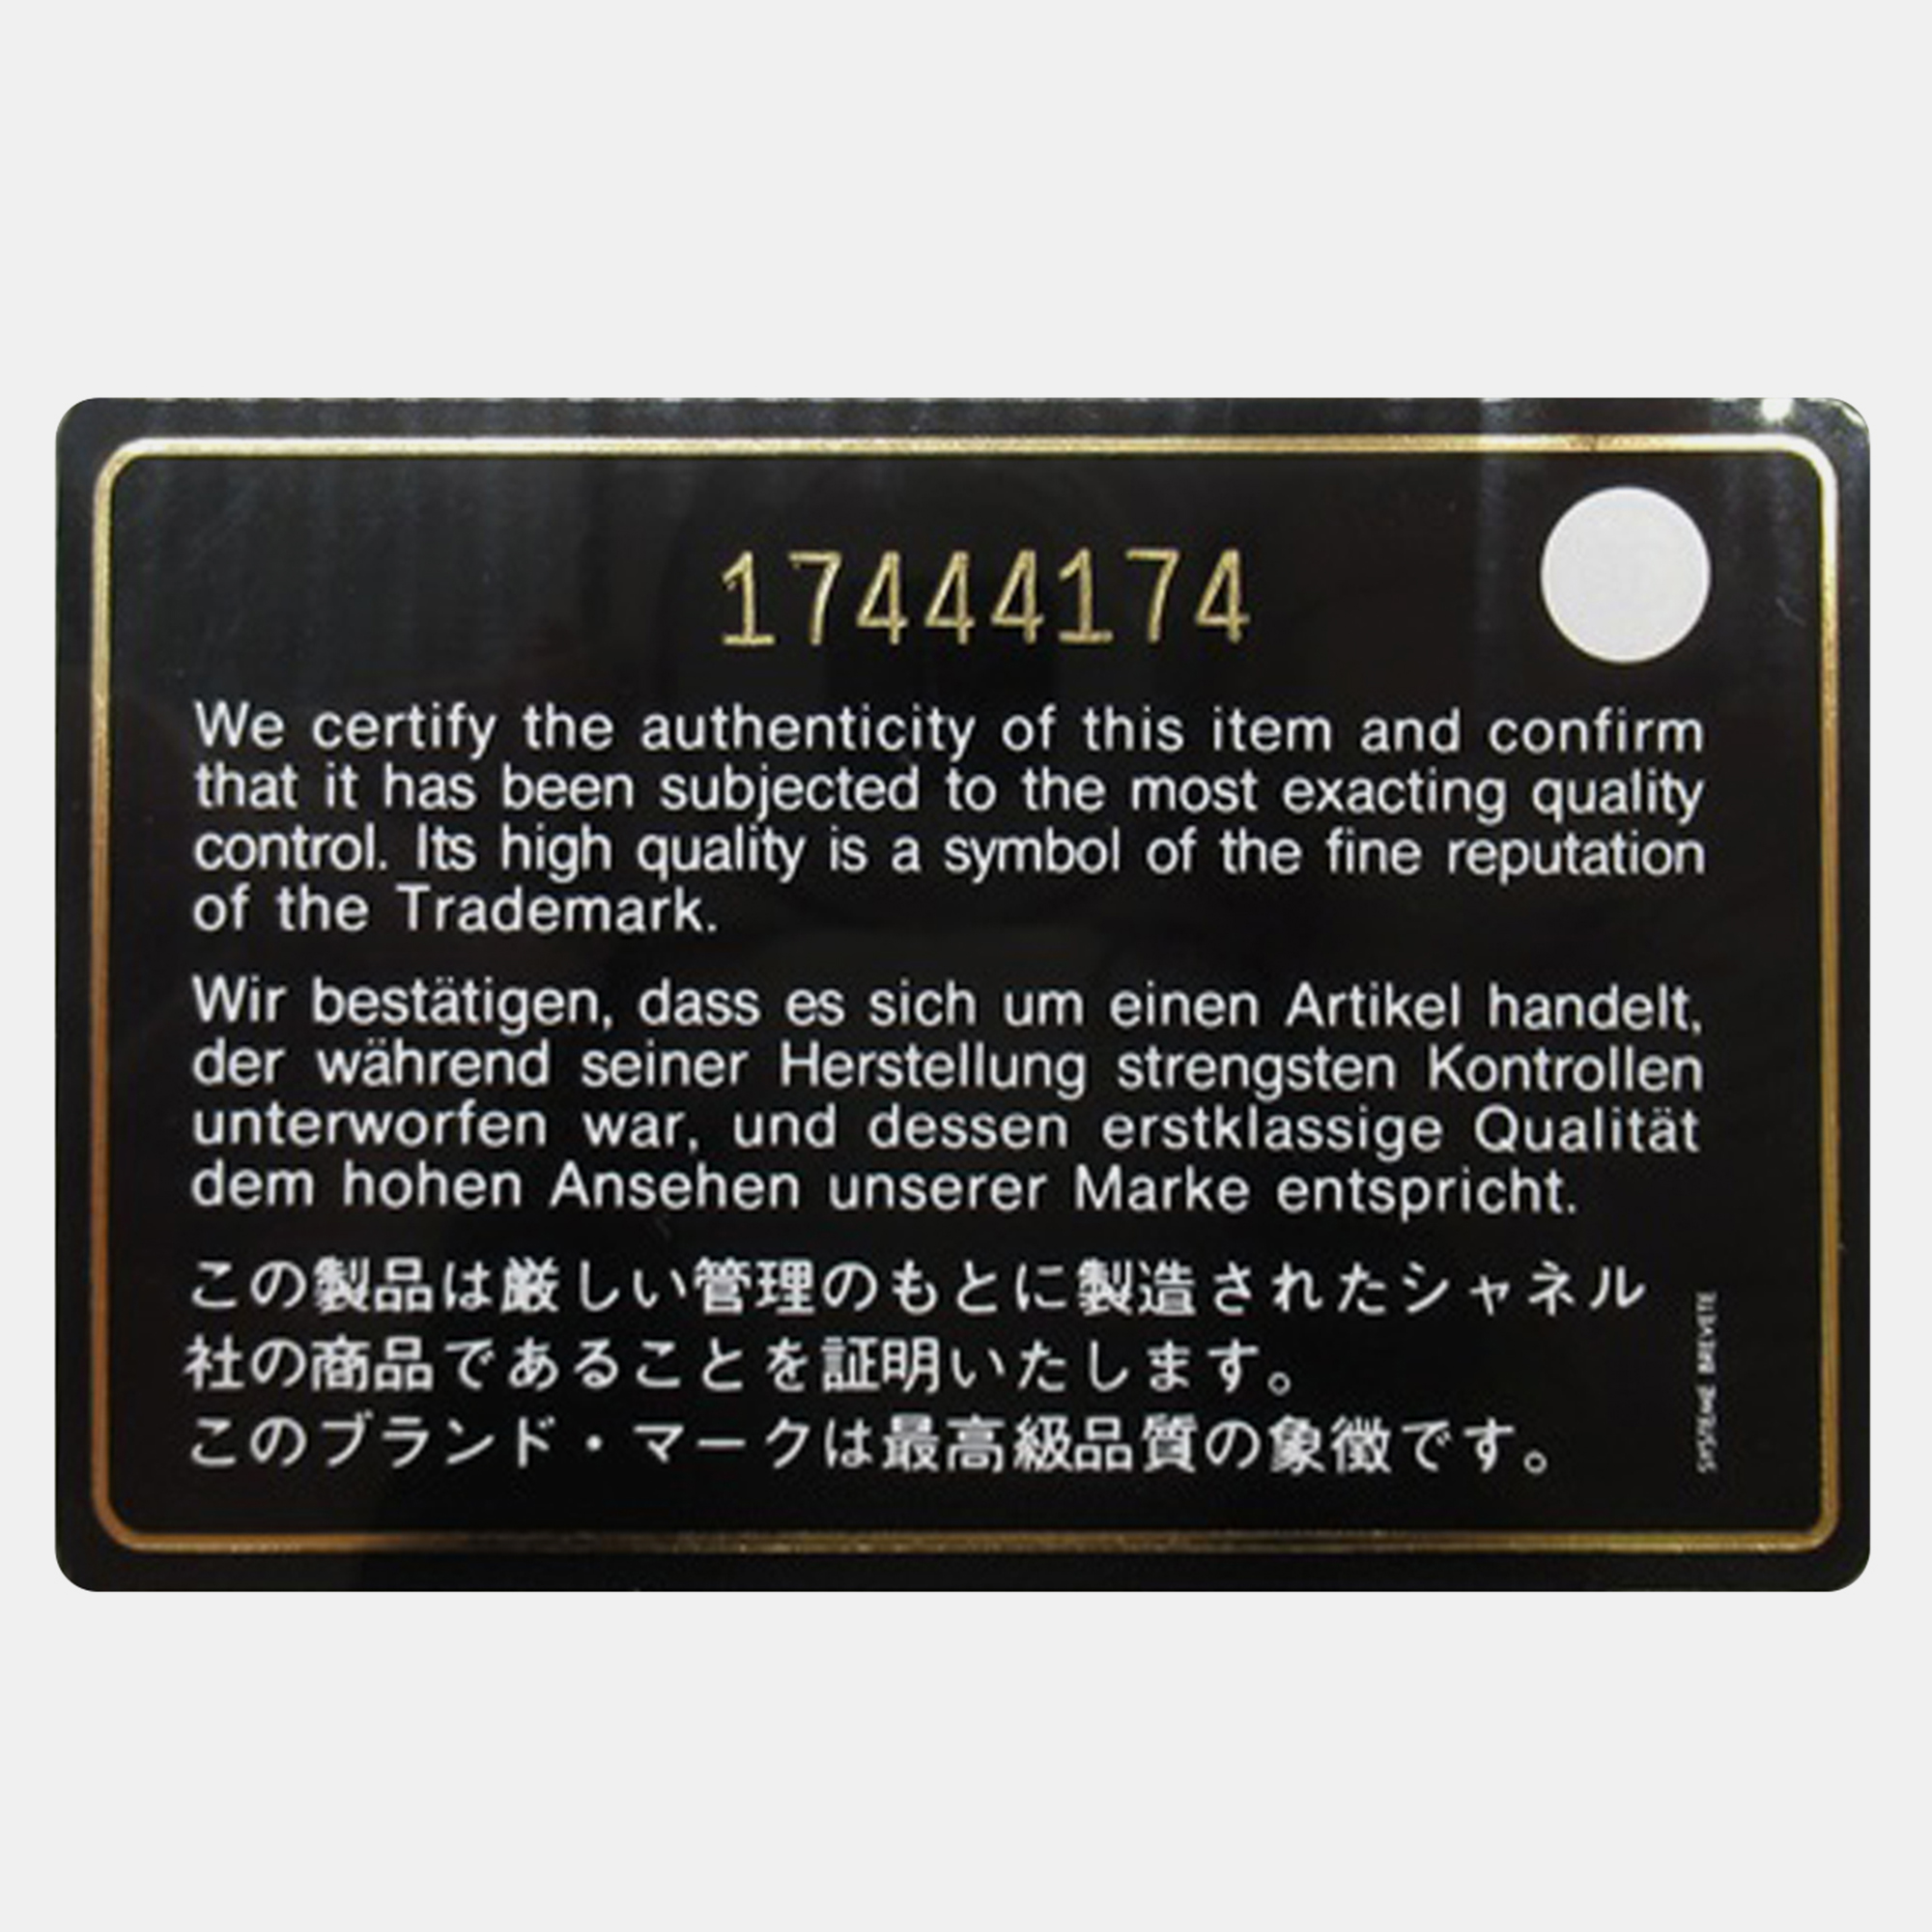 17444174
We certify the authenticity of this item and confirm
that it has been subjected to the most exacting quality
control. Its high quality is a symbol of the fine reputation
of the Trademark.
Wir bestätigen, dass es sich um einen Artikel handelt,
der während seiner Herstellung strengsten Kontrollen
unterworfen war, und dessen erstklassige Qualität
dem hohen Ansehen unserer Marke entspricht.
この製品は厳しい管理のもとに製造されたシャネル
社の商品であることを証明いたします。
このブランド・マークは最高級品質の象徴です。
SYSTEME BREVETE